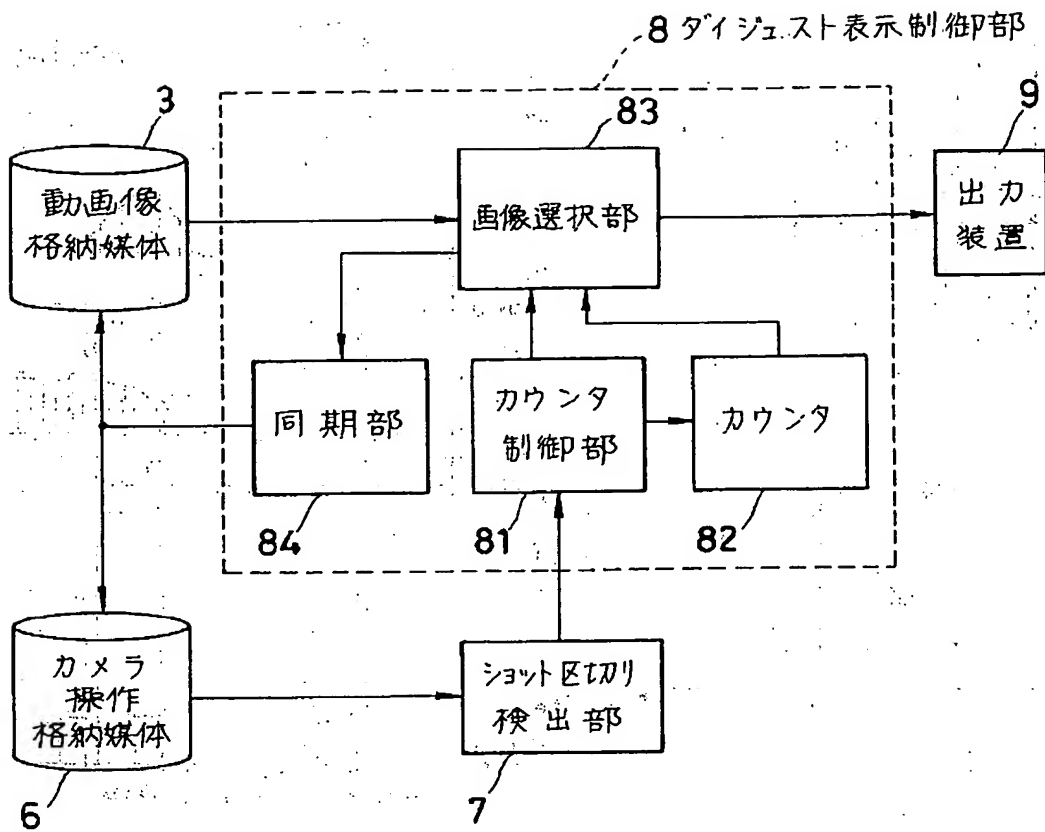 8 ダイジェスト表示制御部
3
動画像
格納媒体
83
画像選択部
9
出力
装置
同期部
84
カウンタ
制御部
81
カウンタ
82
カメラ
操作
格納媒体
6
ショット区切り
検出部
7